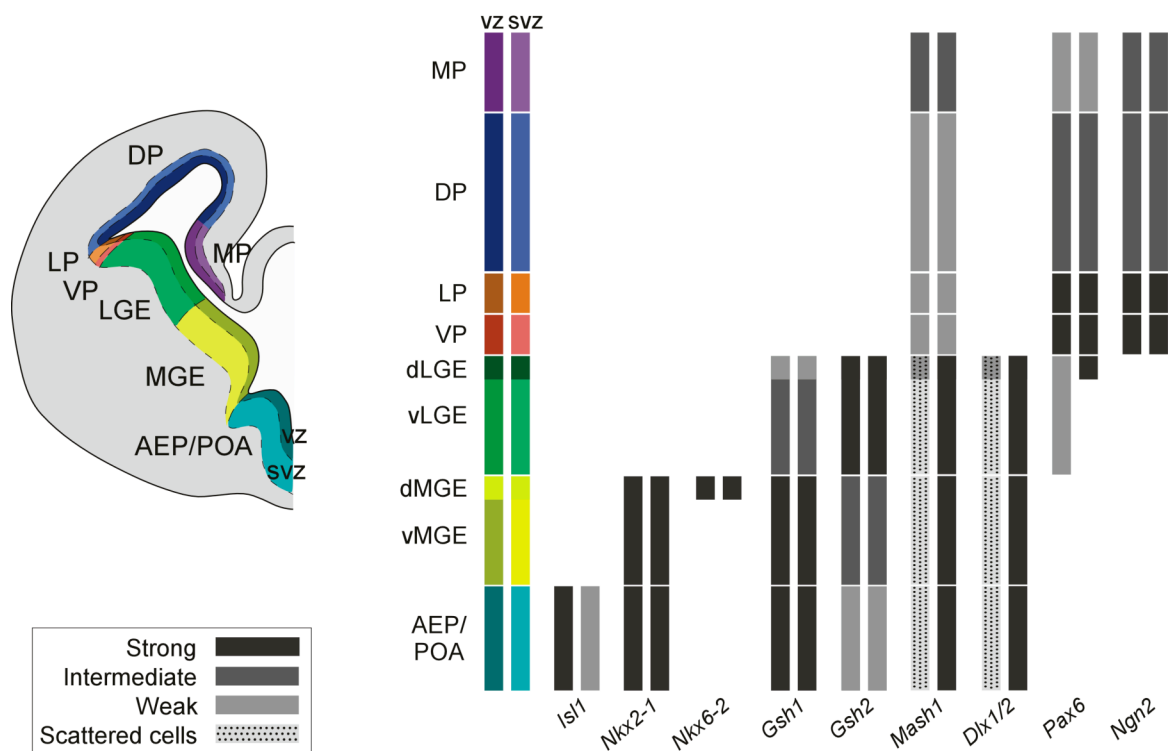 VZ SVZ
MP
DP
LP
VP
dLGE
vLGE
dMGE
vMGE
AEP/
POA
DP
MP
LP
VP
LGE
MGE
AEP/POA
VZ
SVZ
Strong
Intermediate
Weak
Scattered cells
Isl1
Nkx2-1
Nkx6-2
Gsh1
Gsh2
Mash1
Dlx1/2
Pax6
Ngn2